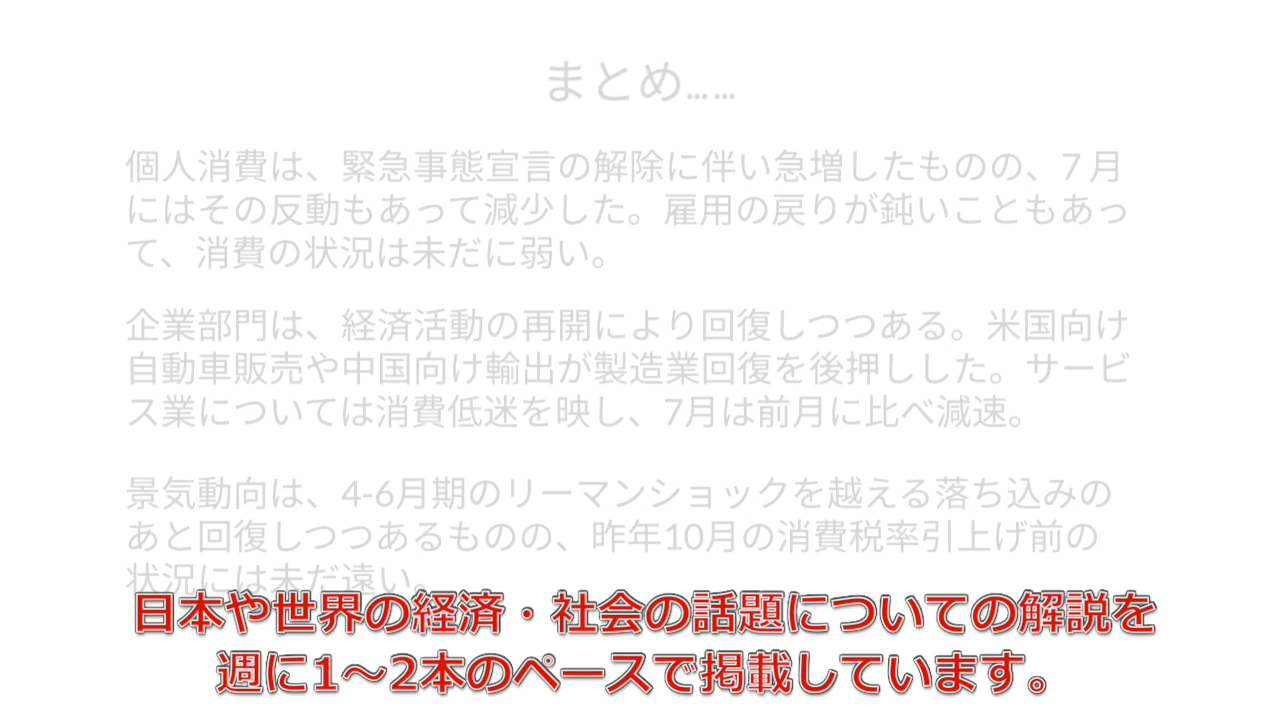 まとめ……
個人消費は、緊急事態宣言の解除に伴い急増したものの、7月
にはその反動もあって減少した。雇用の戻りが鈍いこともあっ
て、消費の状況は未だに弱い。
企業部門は、経済活動の再開により回復しつつある。米国向け
自動車販売や中国向け輸出が製造業回復を後押しした。サービ
ス業については消費低迷を映し、7月は前月に比べ減速。
景気動向は、4-6月期のリーマンショックを越える落ち込みの
あと回復しつつあるものの、昨年10月の消費税率引上げ前の
状況には未だ遠い。
日本や世界の経済・社会の話題についての解説を
週に1～2本のペースで掲載しています。